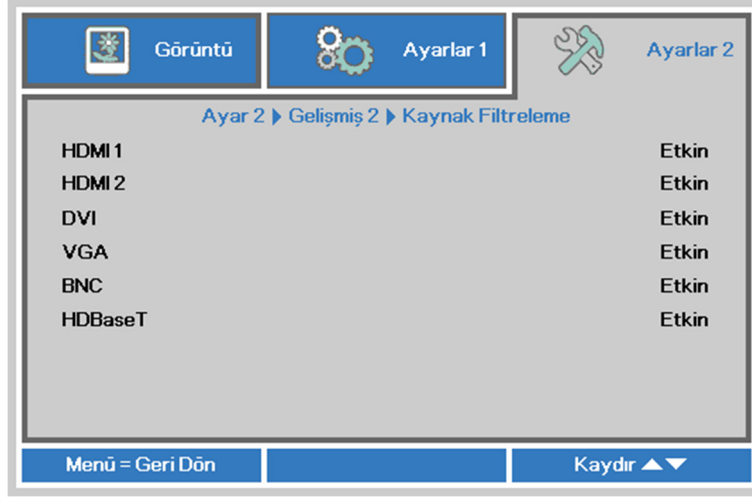 Görüntü
Ayarlar 1
Ayarlar 2
Ayar 2 ▶ Gelişmiş 2 ▶ Kaynak Filtreleme
HDMI 1 Etkin
HDMI 2 Etkin
DVI Etkin
VGA Etkin
BNC Etkin
HDBaseT Etkin
Menü = Geri Dön
Kaydır ▲▼